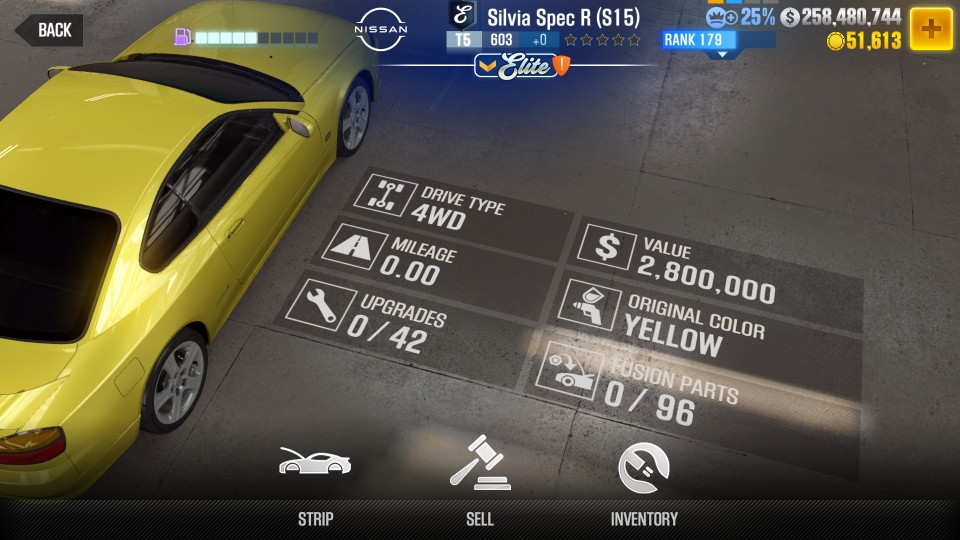 BACK
NISSAN
Silvia Spec R (S15)
T5 603 +0
Elite
25%
258,480,744
RANK 179
51,613
DRIVE TYPE
4WD
MILEAGE
0.00
UPGRADES
0 / 42
VALUE
2,800,000
ORIGINAL COLOR
YELLOW
FUSION PARTS
0 / 96
STRIP
SELL
INVENTORY